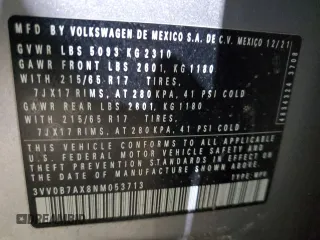 MFD BY VOLKSWAGEN DE MEXICO S.A. DE C.V. MEXICO 12/21
GVWR LBS 5093 KG 2310
GAWR FRONT LBS 2601, KG 1180
WITH 215/65 R17 TIRES,
7JX17 RIMS, AT 280 KPA, 41 PSI COLD
GAWR REAR LBS 2601, KG 1180
WITH 215/65 R17 TIRES,
7JX17 RIMS, AT 280 KPA, 41 PSI COLD
THIS VEHICLE CONFORMS TO ALL APPLICABLE
U.S. FEDERAL MOTOR VEHICLE SAFETY AND
THEFT PREVENTION STANDARDS IN EFFECT
ON THE DATE OF MANUFACTURE SHOWN ABOVE
3VV0B7AX8NM053713
TYPE: MPV